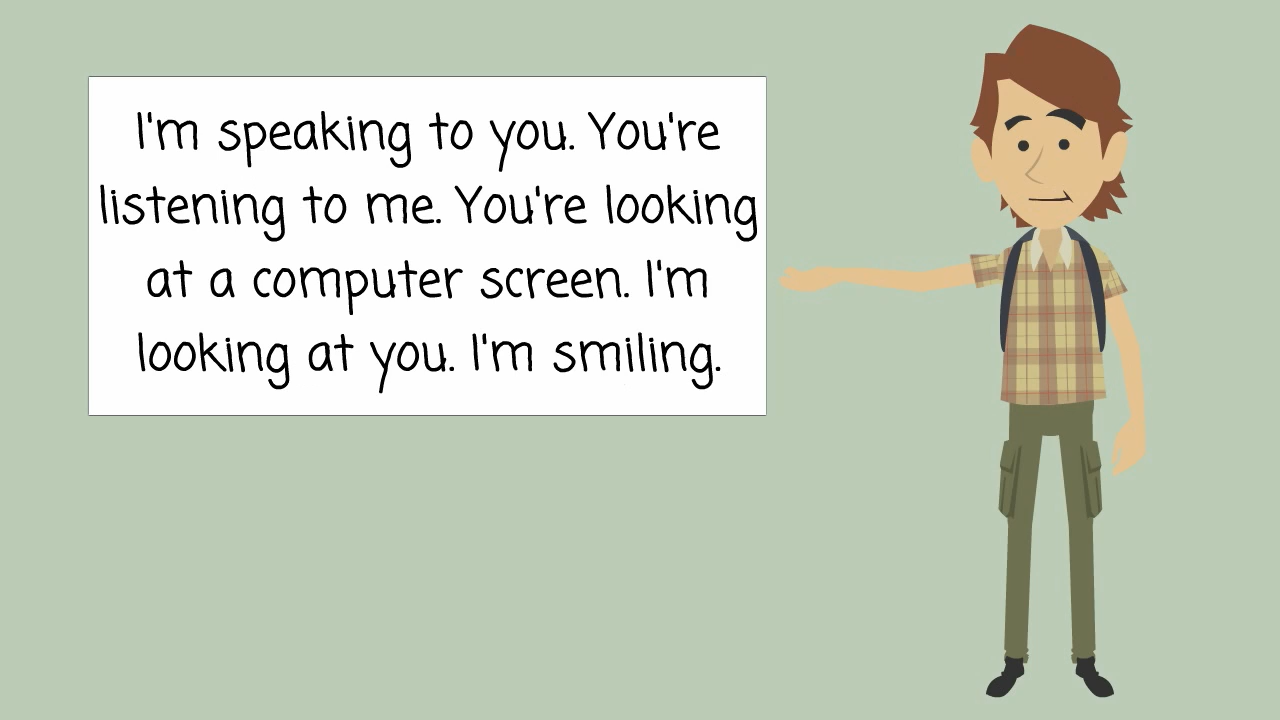 I'm speaking to you. You're
listening to me. You're looking
at a computer screen. I'm
looking at you. I'm smiling.